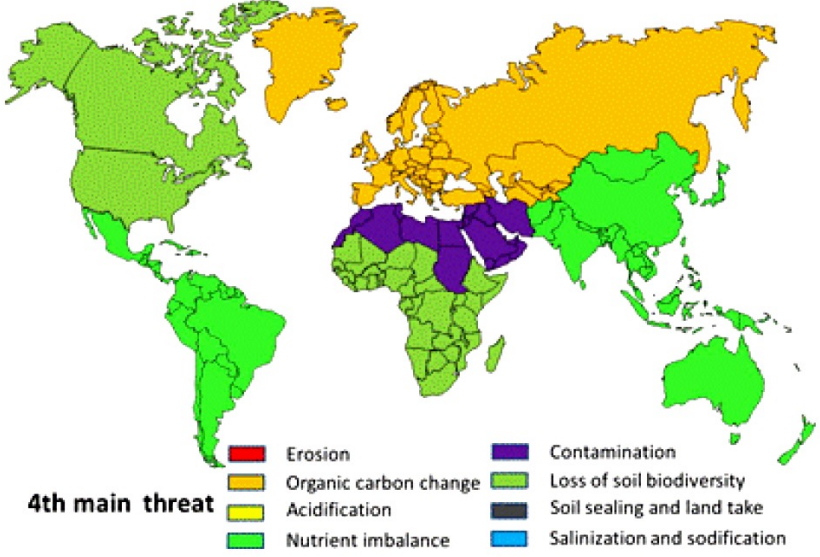 Erosion
Contamination
Organic carbon change
Loss of soil biodiversity
4th main threat
Acidification
Soil sealing and land take
Nutrient imbalance
Salinization and sodification